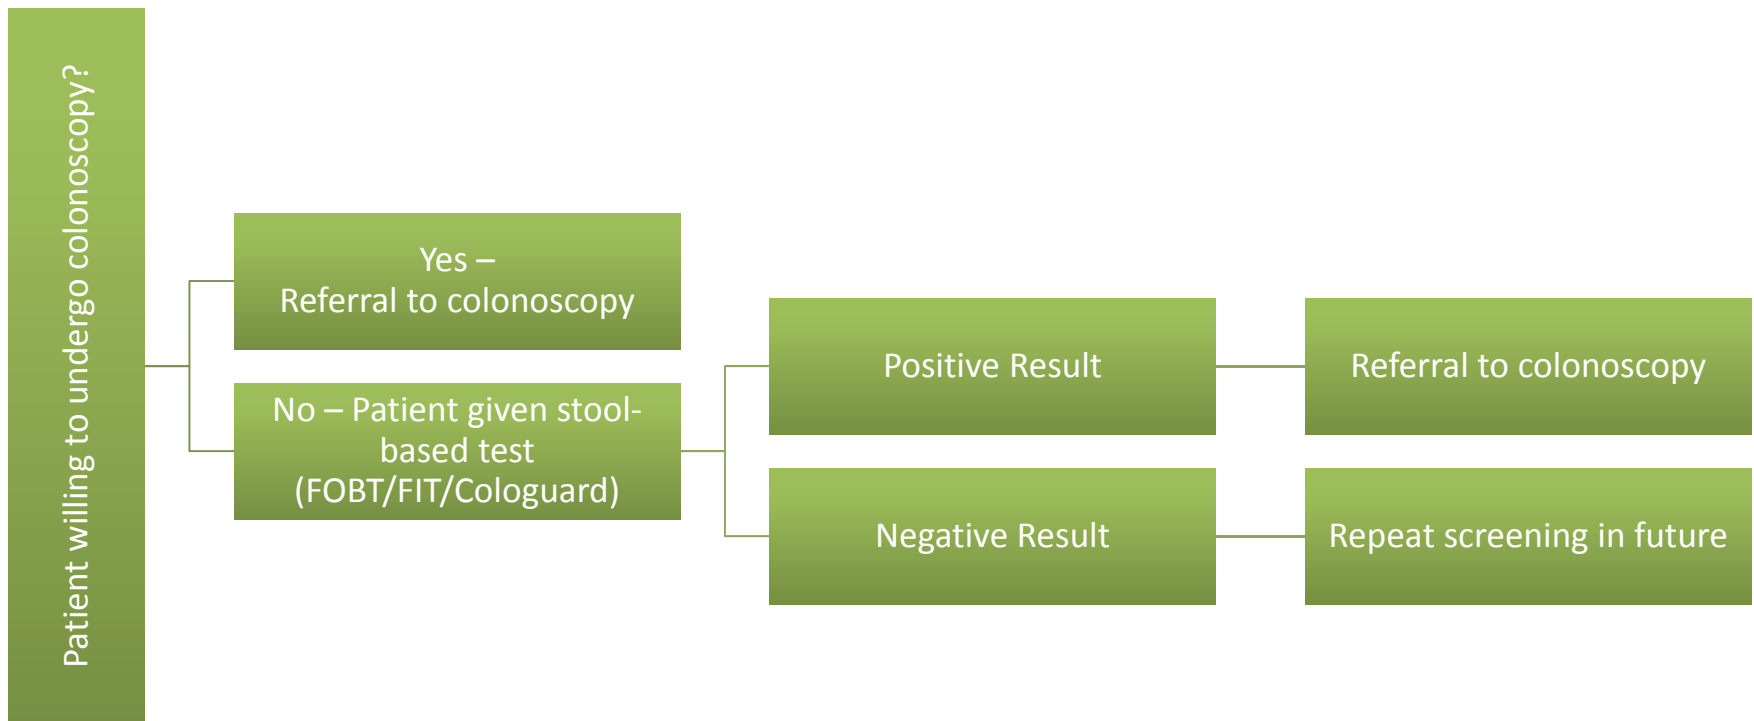 Patient willing to undergo colonoscopy?
Yes –
Referral to colonoscopy
No – Patient given stool-
based test
(FOBT/FIT/Cologuard)
Positive Result
Referral to colonoscopy
Negative Result
Repeat screening in future